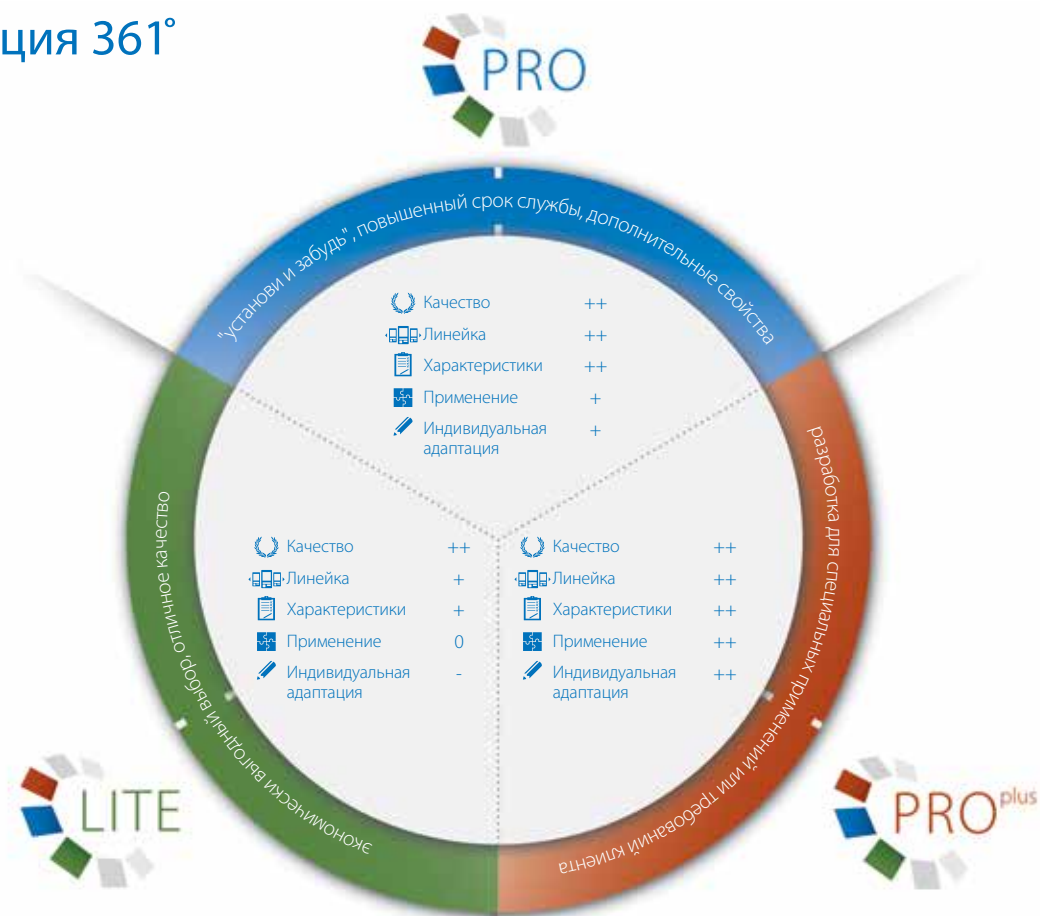 ция 361°
PRO
"установи и забудь", повышенный срок службы, дополнительные свойства
Качество ++
Линейка ++
Характеристики ++
Применение +
Индивидуальная +
адаптация
экономически выгодный выбор, отличное качество
Качество ++
Линейка +
Характеристики +
Применение 0
Индивидуальная -
адаптация
разработка для специальных применений или требований клиента
Качество ++
Линейка ++
Характеристики ++
Применение ++
Индивидуальная ++
адаптация
LITE
PROplus